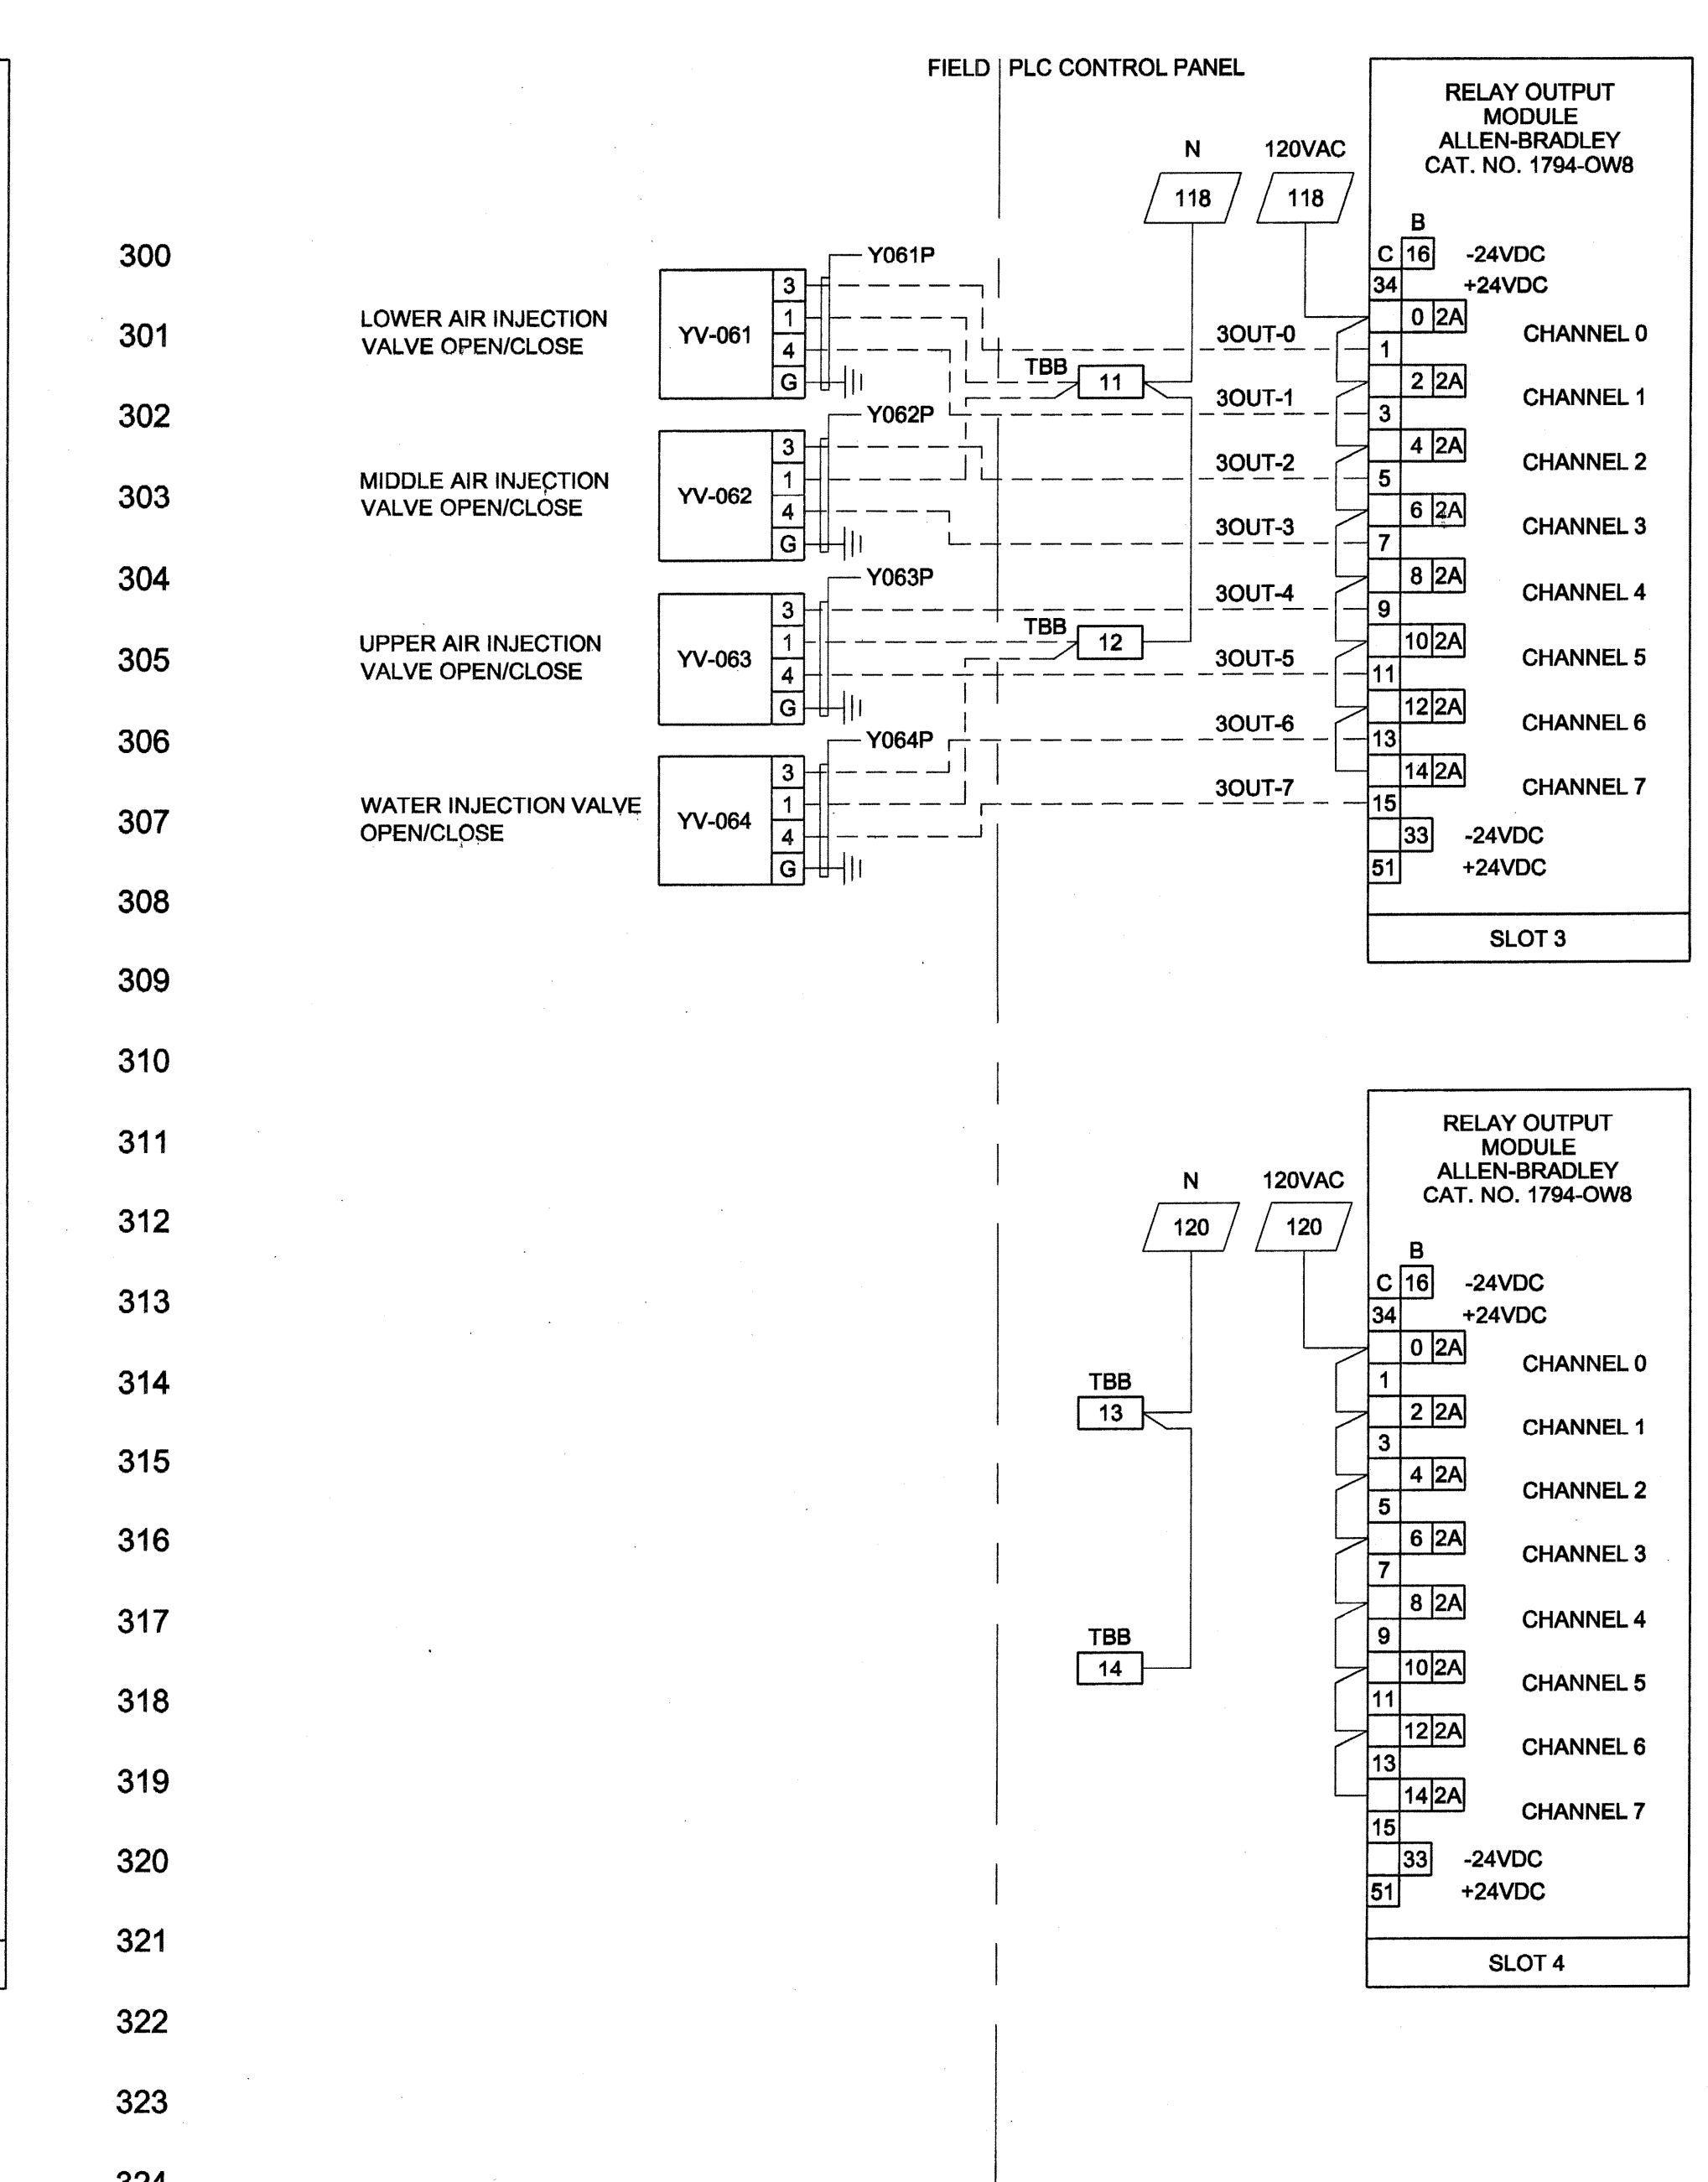 FIELD PLC CONTROL PANEL
RELAY OUTPUT
MODULE
ALLEN-BRADLEY
CAT. NO. 1794-OW8
N 120VAC
118 118
B
300
Y061P
C 16 -24VDC
34 +24VDC
3
0 2A
LOWER AIR INJECTION
VALVE OPEN/CLOSE
301
YV-061
1
3OUT-0
CHANNEL 0
4
1
TBB
11
G
2 2A
3OUT-1
CHANNEL 1
302
Y062P
3
3
4 2A
3OUT-2
CHANNEL 2
MIDDLE AIR INJECTION
VALVE OPEN/CLOSE
303
YV-062
1
5
4
6 2A
3OUT-3
CHANNEL 3
G
7
304
Y063P
8 2A
3OUT-4
CHANNEL 4
3
9
TBB
12
UPPER AIR INJECTION
VALVE OPEN/CLOSE
305
YV-063
1
10 2A
3OUT-5
CHANNEL 5
4
11
G
12 2A
3OUT-6
CHANNEL 6
306
Y064P
13
3
14 2A
3OUT-7
CHANNEL 7
WATER INJECTION VALVE
OPEN/CLOSE
307
YV-064
1
15
4
33 -24VDC
G
51 +24VDC
308
SLOT 3
309
310
311
RELAY OUTPUT
MODULE
ALLEN-BRADLEY
CAT. NO. 1794-OW8
N 120VAC
312
120 120
B
313
C 16 -24VDC
34 +24VDC
0 2A
CHANNEL 0
314
TBB
1
13
2 2A
CHANNEL 1
3
315
4 2A
CHANNEL 2
5
316
6 2A
CHANNEL 3
7
317
8 2A
CHANNEL 4
TBB
9
14
10 2A
CHANNEL 5
318
11
12 2A
CHANNEL 6
13
319
14 2A
CHANNEL 7
15
320
33 -24VDC
51 +24VDC
321
SLOT 4
322
323
324